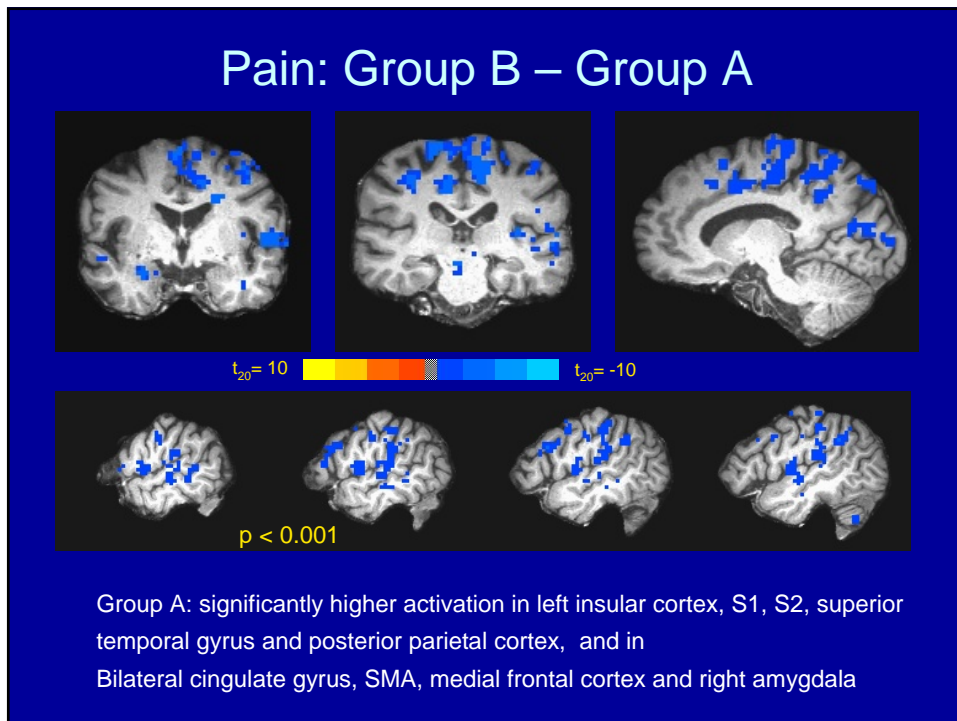 Pain: Group B – Group A
t20= 10
t20= -10
p < 0.001
Group A: significantly higher activation in left insular cortex, S1, S2, superior
temporal gyrus and posterior parietal cortex, and in
Bilateral cingulate gyrus, SMA, medial frontal cortex and right amygdala